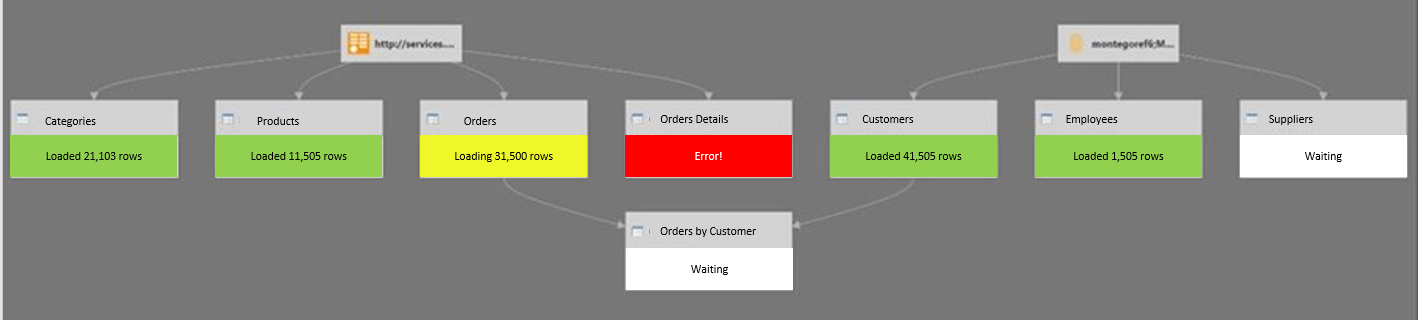 http://services....
montegoref6;M...
Categories
Products
Orders
Orders Details
Customers
Employees
Suppliers
Loaded 21,103 rows
Loaded 11,505 rows
Loading 31,500 rows
Error!
Loaded 41,505 rows
Loaded 1,505 rows
Waiting
Orders by Customer
Waiting